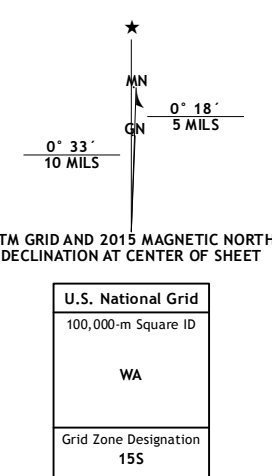 ★
MN
0° 18´
5 MILS
GN
0° 33´
10 MILS
TM GRID AND 2015 MAGNETIC NORTH
DECLINATION AT CENTER OF SHEET
U.S. National Grid
100,000-m Square ID
WA
Grid Zone Designation
15S